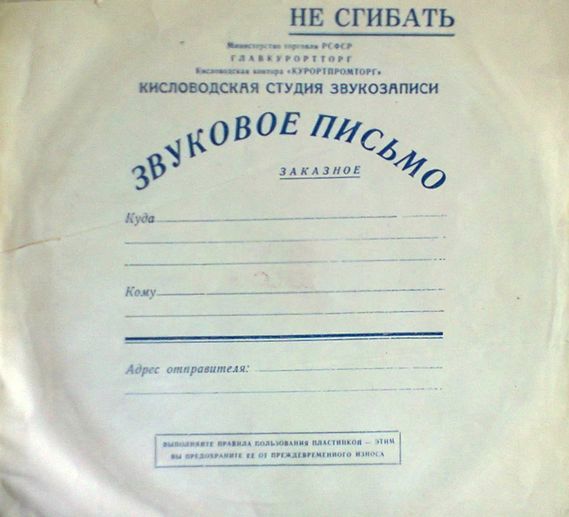 НЕ СГИБАТЬ
Министерство торговли РСФСР
ГЛАВКУРОРТТОРГ
Кисловодская контора «КУРОРТПРОМТОРГ»
КИСЛОВОДСКАЯ СТУДИЯ ЗВУКОЗАПИСИ
ЗВУКОВОЕ ПИСЬМО
ЗАКАЗНОЕ
Куда
Кому
Адрес отправителя:
ВЫПОЛНЯЙТЕ ПРАВИЛА ПОЛЬЗОВАНИЯ ПЛАСТИНКОЙ — ЭТИМ
ВЫ ПРЕДОХРАНИТЕ ЕЕ ОТ ПРЕЖДЕВРЕМЕННОГО ИЗНОСА